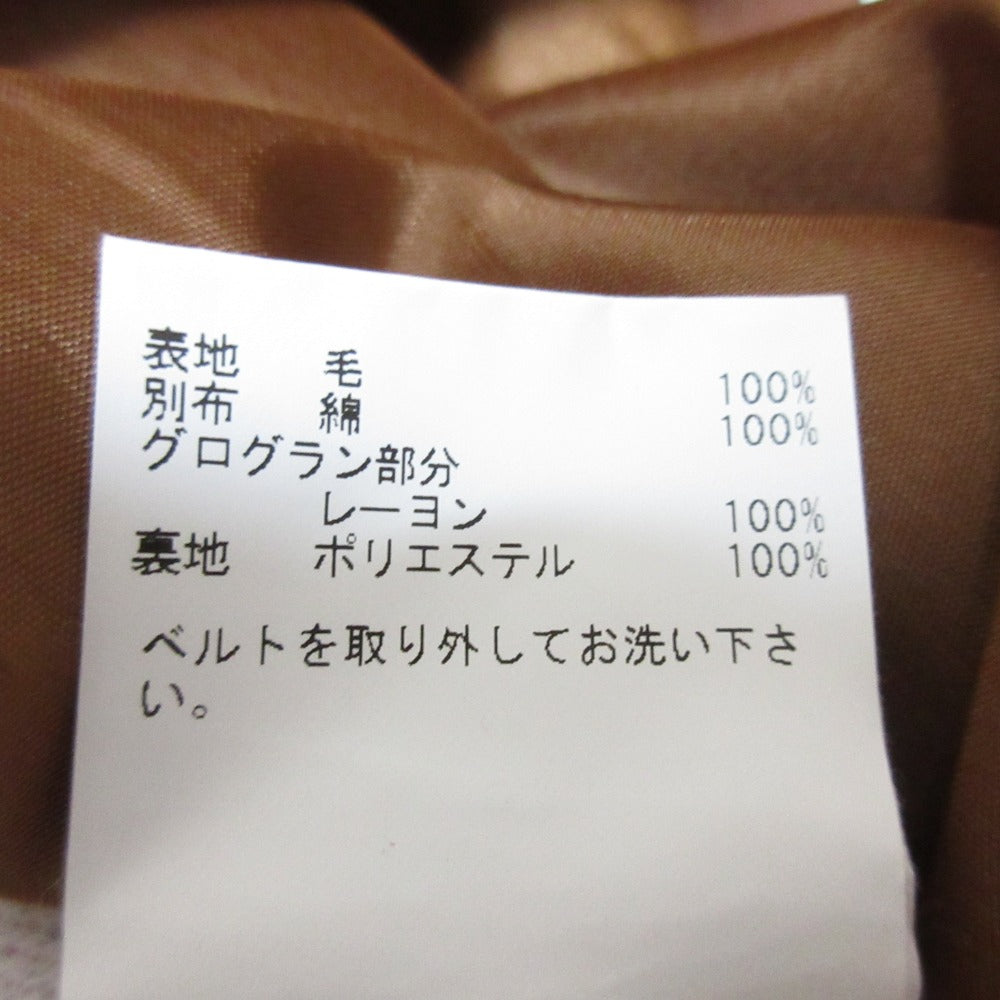 表地 毛 100%
別布 綿 100%
グログラン部分
レーヨン 100%
裏地 ポリエステル 100%
ベルトを取り外してお洗い下さ
い。